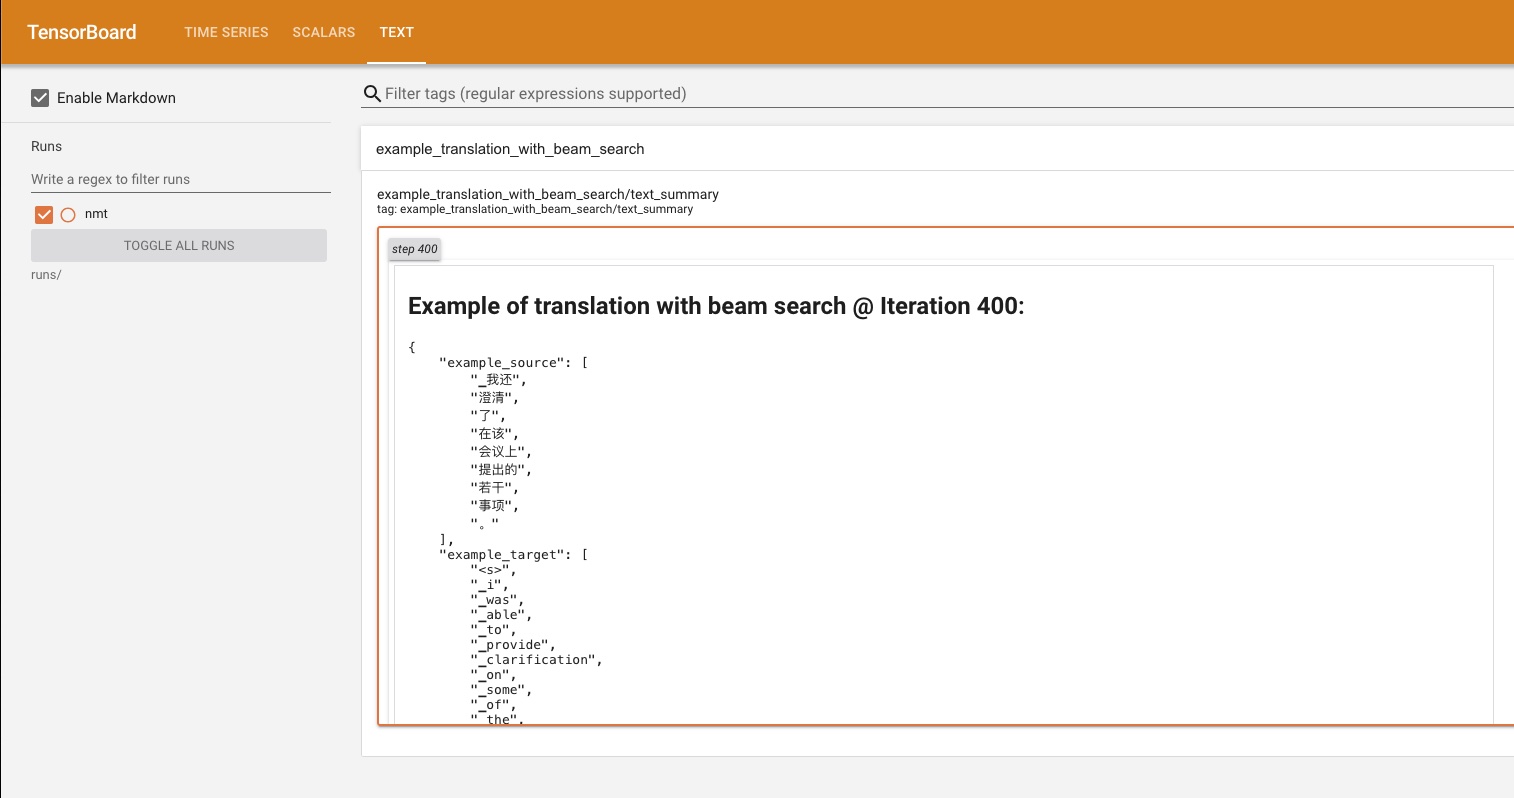 TensorBoard
TIME SERIES SCALARS TEXT
Enable Markdown
Runs
Write a regex to filter runs
nmt
TOGGLE ALL RUNS
runs/
Filter tags (regular expressions supported)
example_translation_with_beam_search
example_translation_with_beam_search/text_summary
tag: example_translation_with_beam_search/text_summary
step 400
Example of translation with beam search @ Iteration 400:
{
"example_source": [
"_我还",
"澄清",
"了",
"在该",
"会议上",
"提出的",
"若干",
"事项",
"。"
],
"example_target": [
"<s>",
"_i",
"_was",
"_able",
"_to",
"_provide",
"_clarification",
"_on",
"_some",
"_of",
"_the",